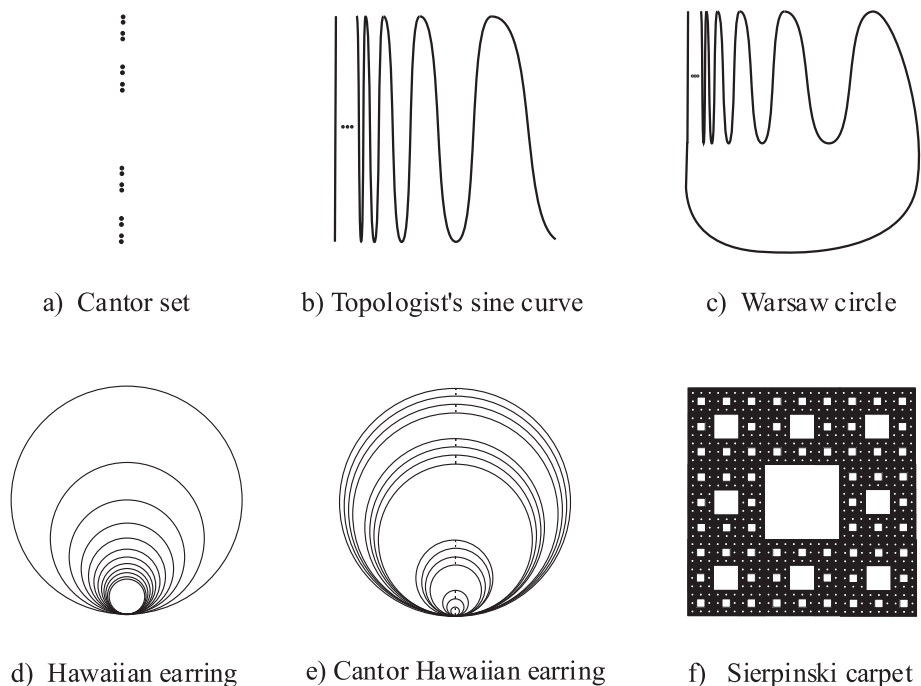 a) Cantor set
b) Topologist's sine curve
c) Warsaw circle
d) Hawaiian earring
e) Cantor Hawaiian earring
f) Sierpinski carpet